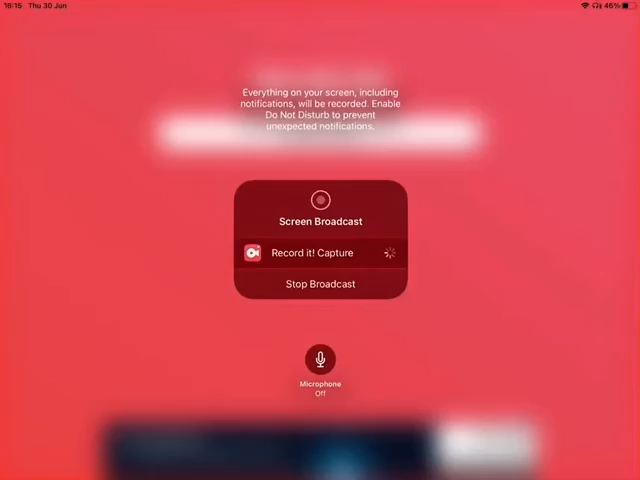 16:15 Thu 30 Jun 46%
Everything on your screen, including
notifications, will be recorded. Enable
Do Not Disturb to prevent
unexpected notifications.
Screen Broadcast
Record it! Capture
Stop Broadcast
Microphone
Off